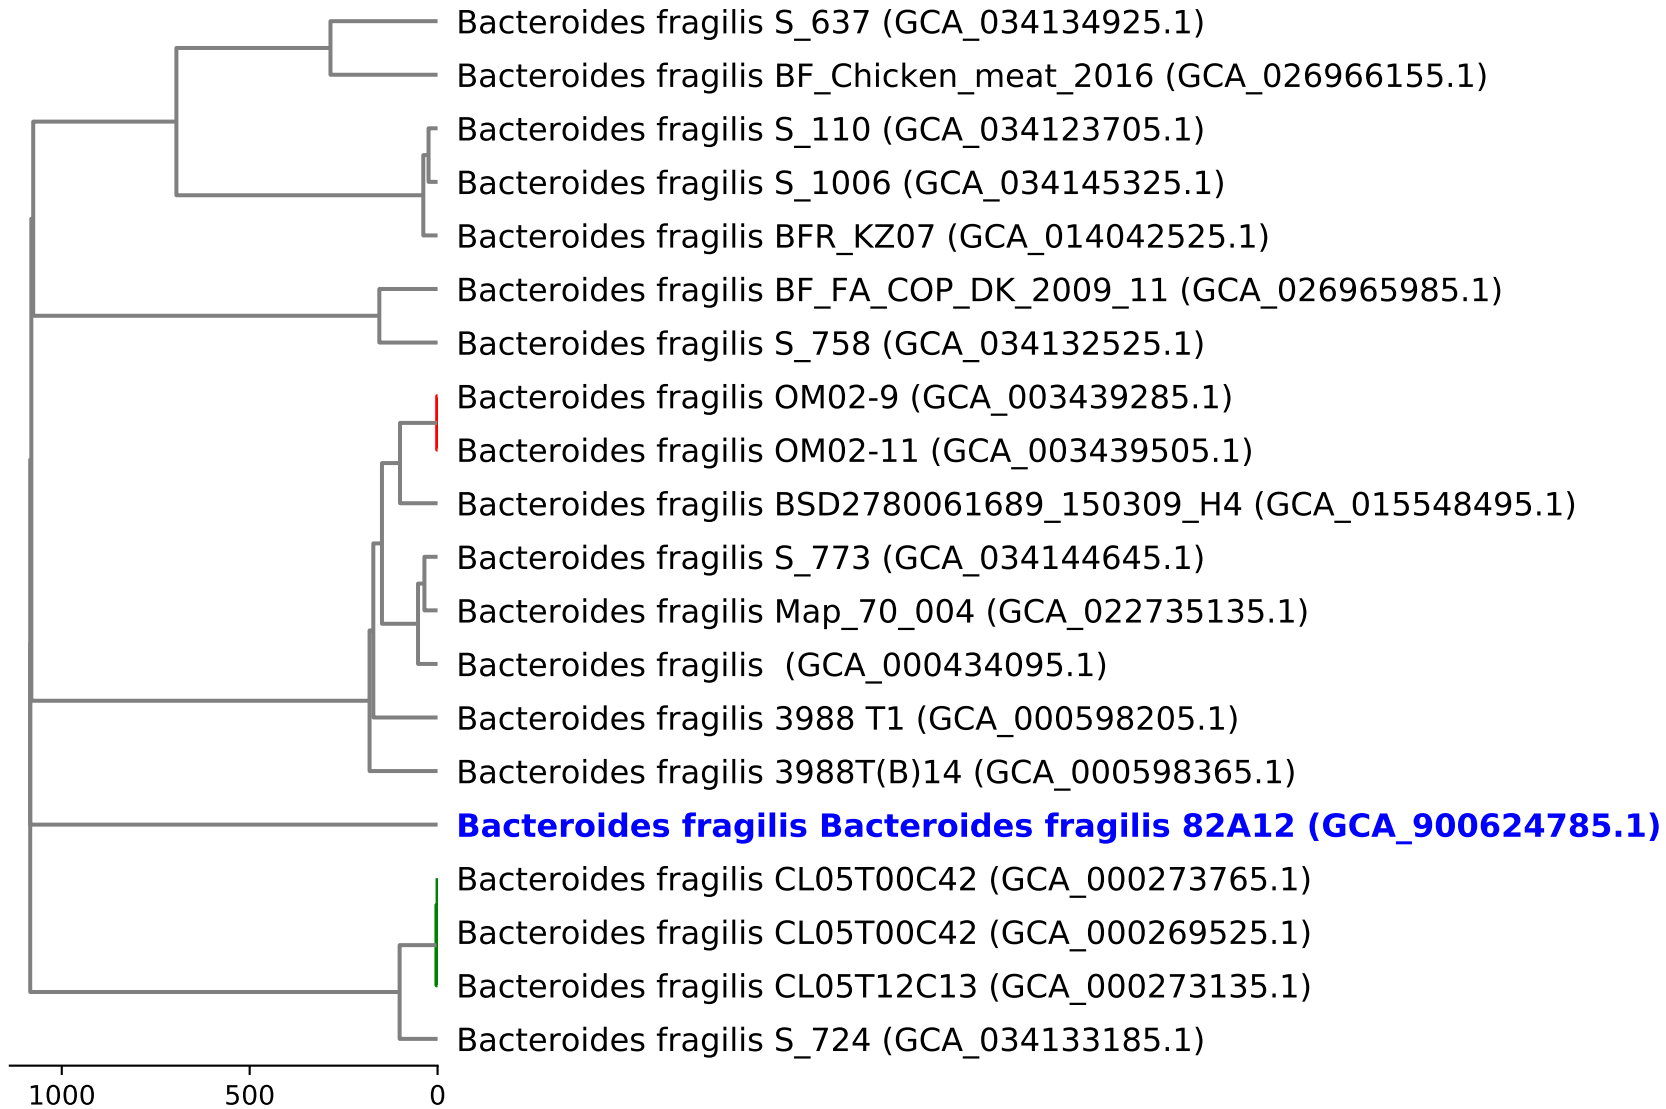 Bacteroides fragilis S_637 (GCA_034134925.1)
Bacteroides fragilis BF_Chicken_meat_2016 (GCA_026966155.1)
Bacteroides fragilis S_110 (GCA_034123705.1)
Bacteroides fragilis S_1006 (GCA_034145325.1)
Bacteroides fragilis BFR_KZ07 (GCA_014042525.1)
Bacteroides fragilis BF_FA_COP_DK_2009_11 (GCA_026965985.1)
Bacteroides fragilis S_758 (GCA_034132525.1)
Bacteroides fragilis OM02-9 (GCA_003439285.1)
Bacteroides fragilis OM02-11 (GCA_003439505.1)
Bacteroides fragilis BSD2780061689_150309_H4 (GCA_015548495.1)
Bacteroides fragilis S_773 (GCA_034144645.1)
Bacteroides fragilis Map_70_004 (GCA_022735135.1)
Bacteroides fragilis  (GCA_000434095.1)
Bacteroides fragilis 3988 T1 (GCA_000598205.1)
Bacteroides fragilis 3988T(B)14 (GCA_000598365.1)
Bacteroides fragilis Bacteroides fragilis 82A12 (GCA_900624785.1)
Bacteroides fragilis CL05T00C42 (GCA_000273765.1)
Bacteroides fragilis CL05T00C42 (GCA_000269525.1)
Bacteroides fragilis CL05T12C13 (GCA_000273135.1)
Bacteroides fragilis S_724 (GCA_034133185.1)
1000 500 0